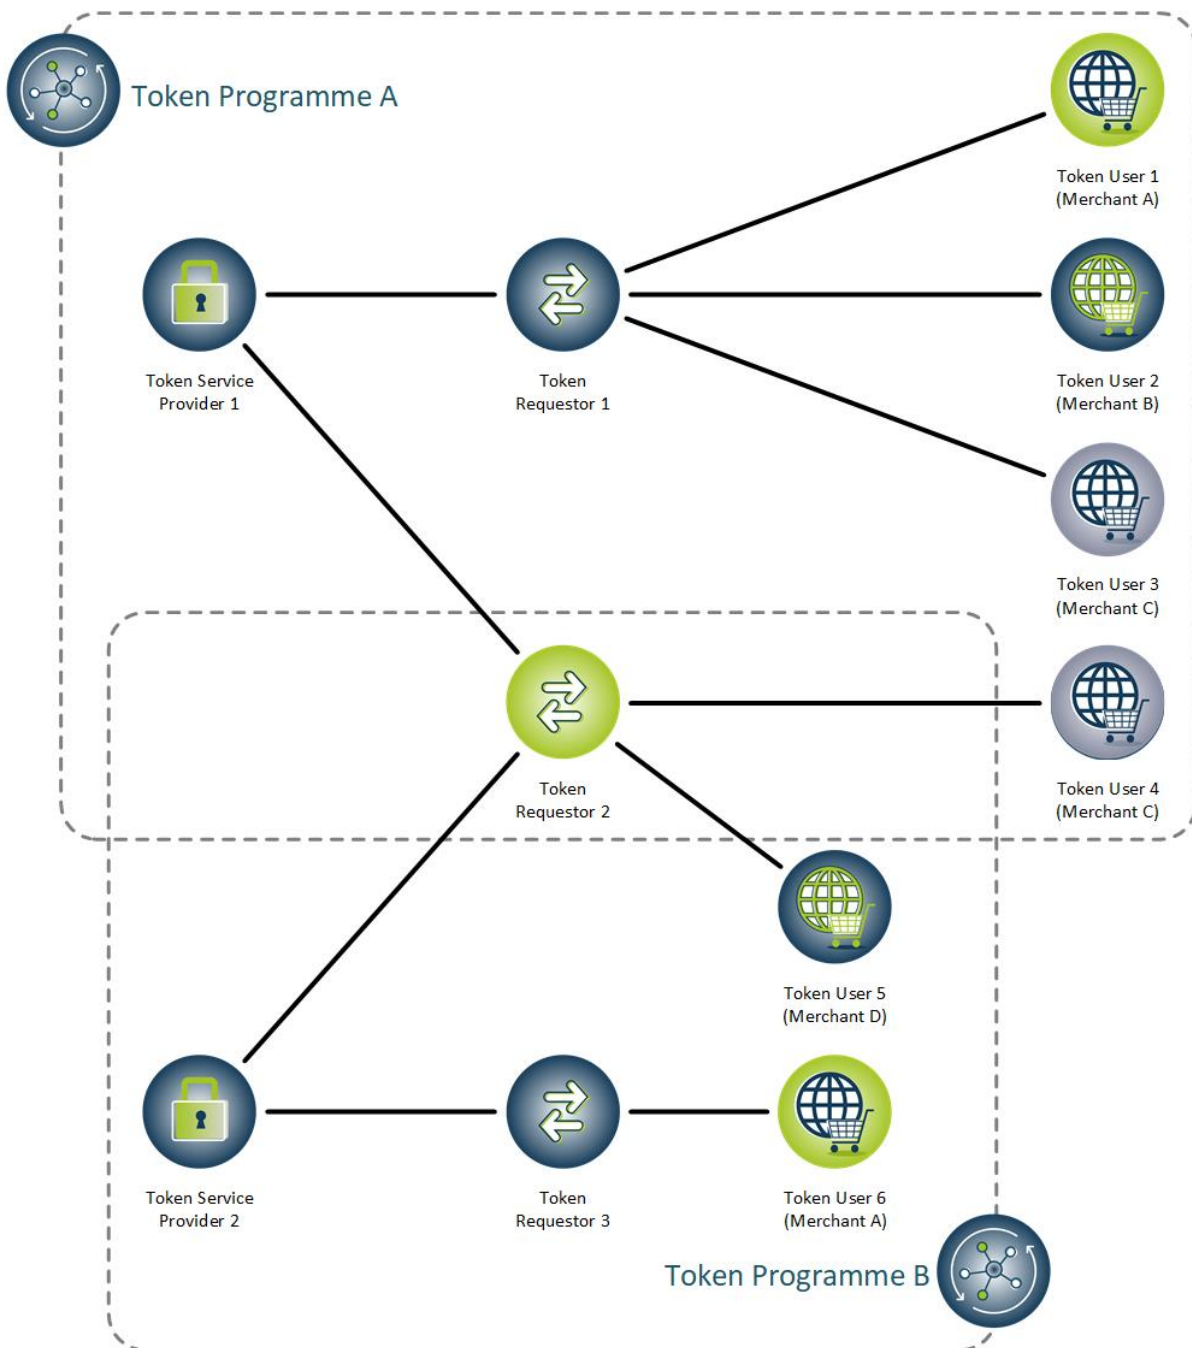 Token Programme A
Token User 1
(Merchant A)
Token Service
Provider 1
Token
Requestor 1
Token User 2
(Merchant B)
Token User 3
(Merchant C)
Token
Requestor 2
Token User 4
(Merchant C)
Token User 5
(Merchant D)
Token Service
Provider 2
Token
Requestor 3
Token User 6
(Merchant A)
Token Programme B